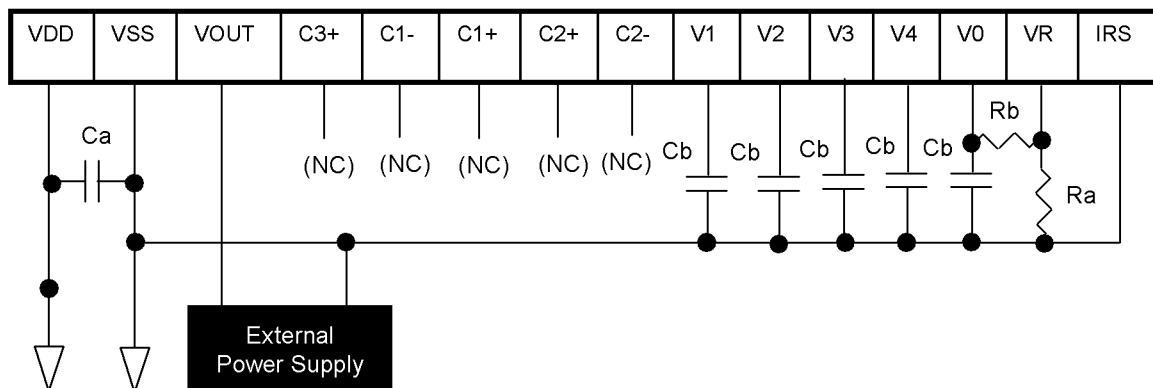 VDD VSS VOUT C3+ C1- C1+ C2+ C2- V1 V2 V3 V4 V0 VR IRS
Ca
(NC) (NC) (NC) (NC) (NC)
Cb Cb Cb Cb Cb
Rb
Ra
External
Power Supply